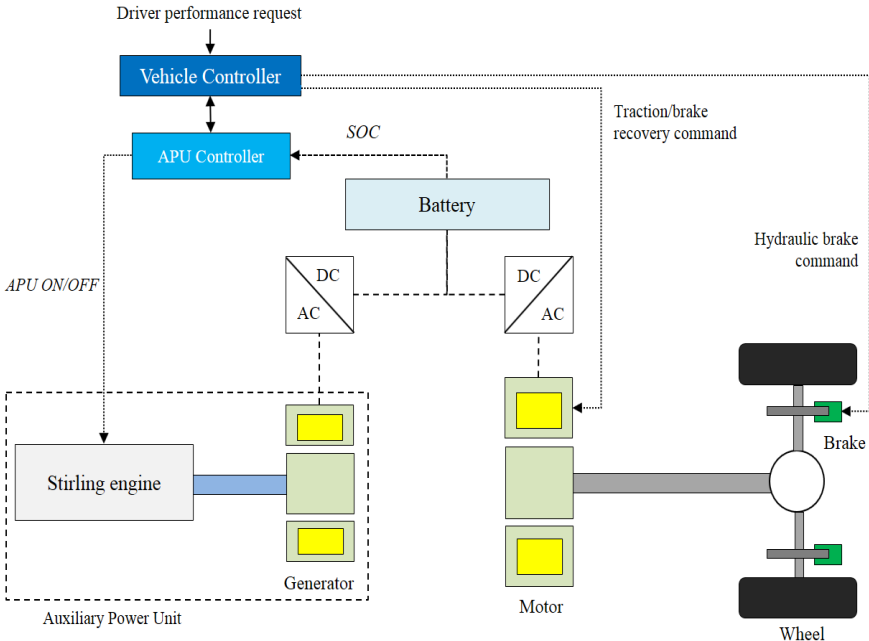 Driver performance request
Vehicle Controller
Traction/brake
recovery command
SOC
APU Controller
Battery
Hydraulic brake
command
APU ON/OFF
DC
AC
DC
AC
Brake
Stirling engine
Generator
Motor
Auxiliary Power Unit
Wheel